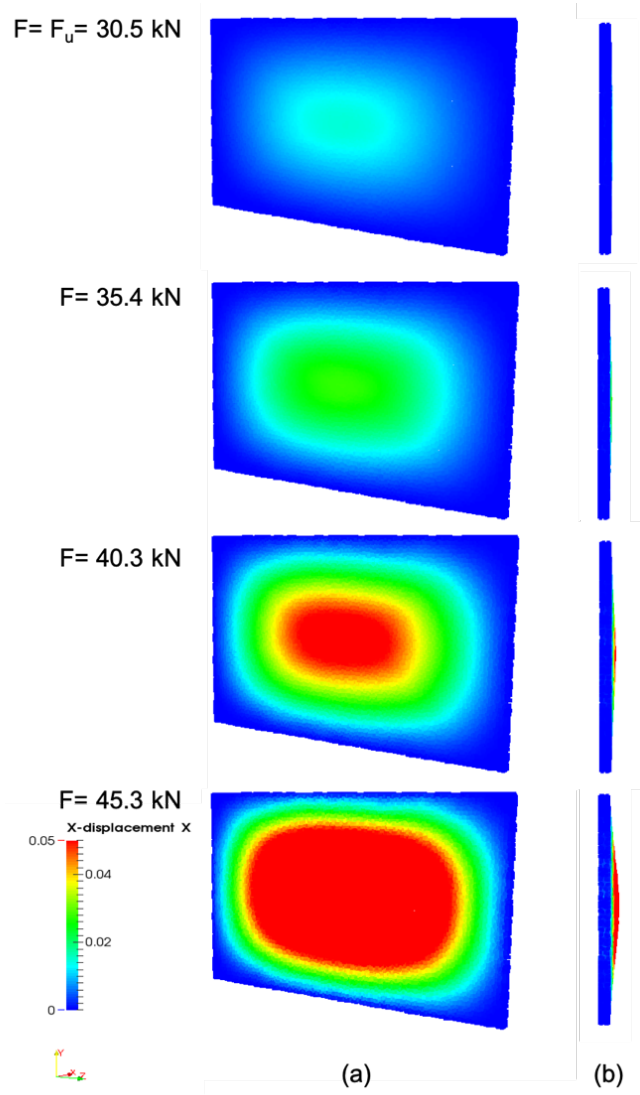 F= Fᵤ= 30.5 kN
F= 35.4 kN
F= 40.3 kN
F= 45.3 kN
X-displacement X
0.05
0.04
0.02
0
Y
X
Z
(a)
(b)